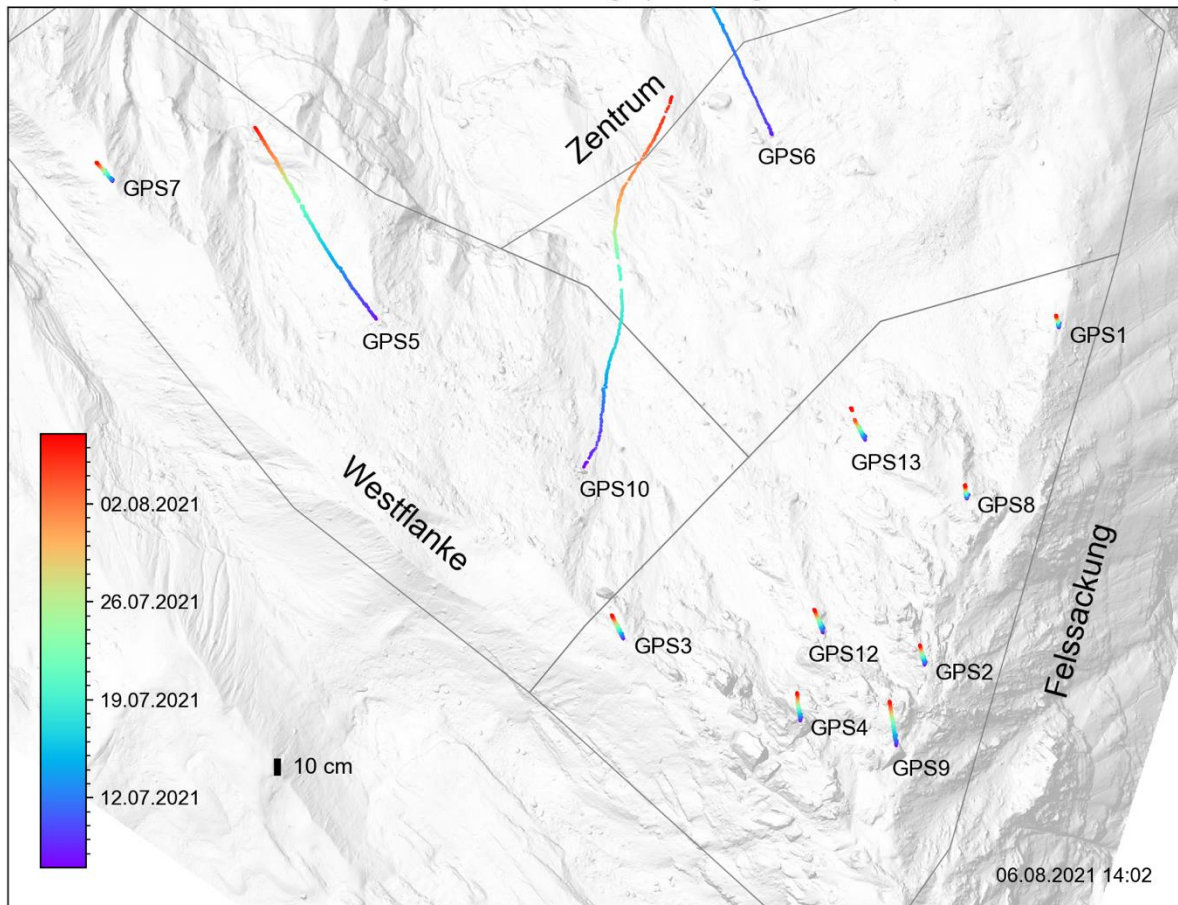 Zentrum
GPS6
GPS7
GPS5
GPS1
GPS13
GPS10
GPS8
Westflanke
02.08.2021
26.07.2021
19.07.2021
12.07.2021
10 cm
GPS3
GPS12
GPS2
GPS4
GPS9
Felssackung
06.08.2021 14:02